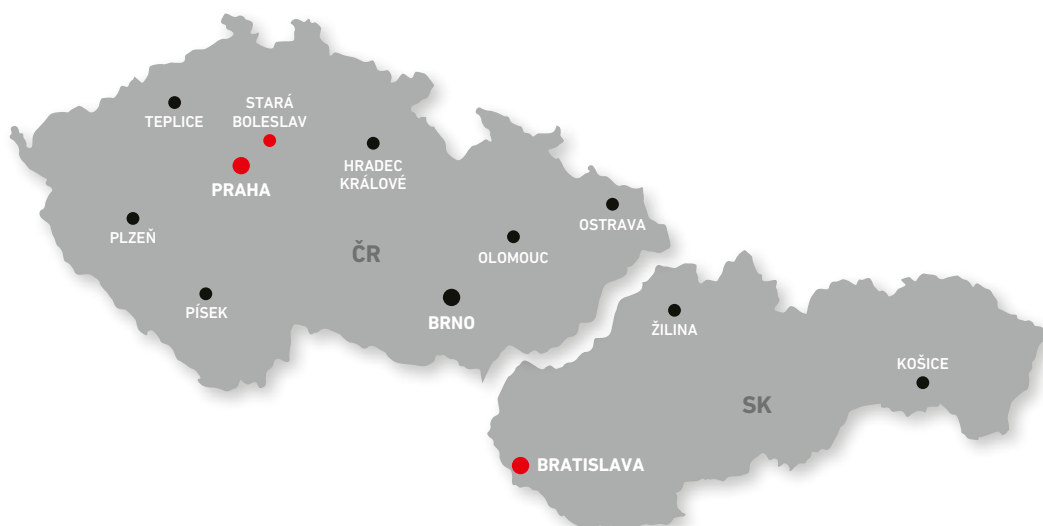 STARÁ
BOLESLAV
TEPLICE
HRADEC
KRÁLOVÉ
PRAHA
OSTRAVA
PLZEŇ
ČR
OLOMOUC
PÍSEK
BRNO
ŽILINA
KOŠICE
SK
BRATISLAVA